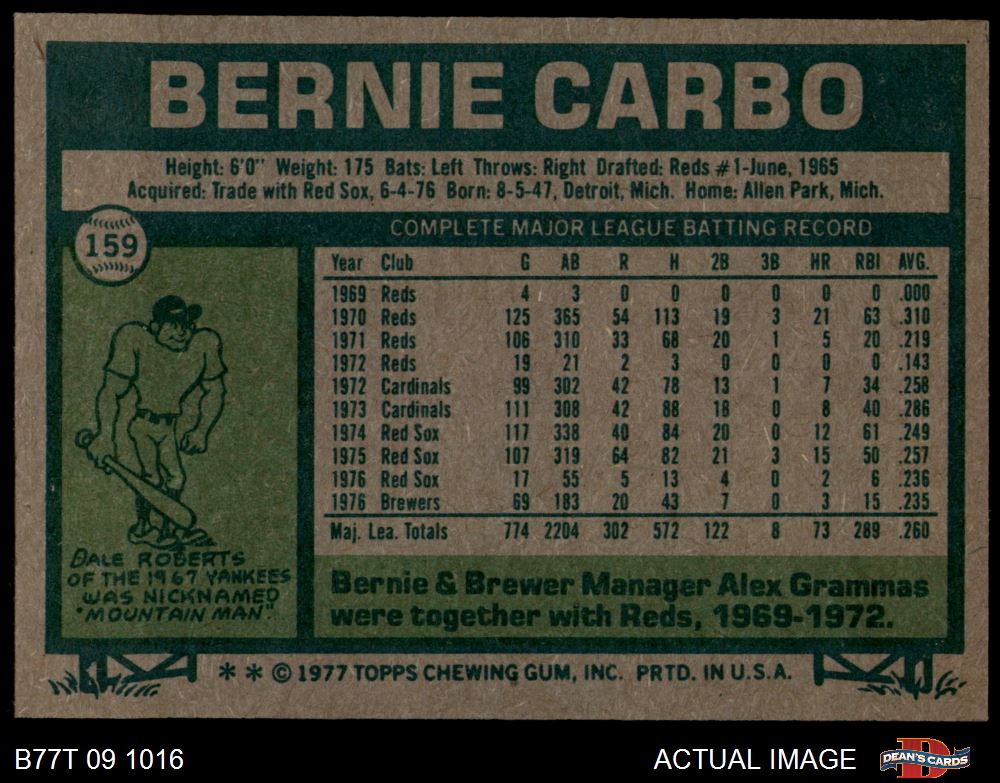 BERNIE CARBO
Height: 6'0" Weight: 175 Bats: Left Throws: Right Drafted: Reds #1-June, 1965
Acquired: Trade with Red Sox, 6-4-76 Born: 8-5-47, Detroit, Mich. Home: Allen Park, Mich.
159
COMPLETE MAJOR LEAGUE BATTING RECORD
Year Club G AB R H 2B 3B HR RBI AVG.
1969 Reds 4 3 0 0 0 0 0 0 .000
1970 Reds 125 365 54 113 19 3 21 63 .310
1971 Reds 106 310 33 68 20 1 5 20 .219
1972 Reds 19 21 2 3 0 0 0 0 .143
1972 Cardinals 99 302 42 78 13 1 7 34 .258
1973 Cardinals 111 308 42 88 18 0 8 40 .286
1974 Red Sox 117 338 40 84 20 0 12 61 .249
1975 Red Sox 107 319 64 82 21 3 15 50 .257
1976 Red Sox 17 55 5 13 4 0 2 6 .236
1976 Brewers 69 183 20 43 7 0 3 15 .235
Maj. Lea. Totals 774 2204 302 572 122 8 73 289 .260
DALE ROBERTS
OF THE 1967 YANKEES
WAS NICKNAMED
"MOUNTAIN MAN".
Bernie & Brewer Manager Alex Grammas
were together with Reds, 1969-1972.
* * © 1977 TOPPS CHEWING GUM, INC. PRTD. IN U.S.A.
B77T 09 1016
ACTUAL IMAGE
DEAN'S CARDS